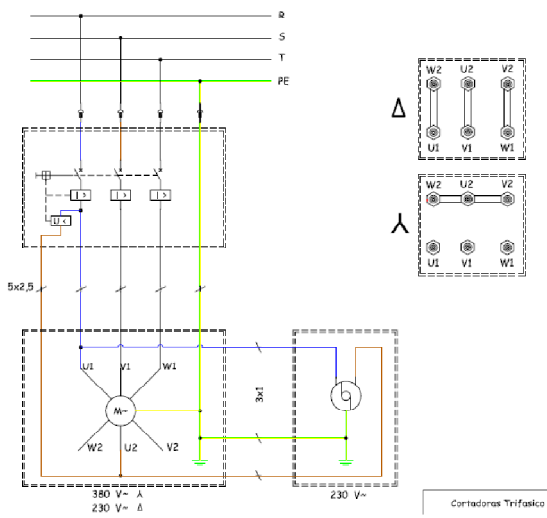 R
S
T
PE
W2 U2 V2
Δ
U1 V1 W1
W2 U2 V2
⅄
U1 V1 W1
I > I > I >
U <
5x2,5
U1 V1 W1
M~
W2 U2 V2
3x1
380 V~ ⅄
230 V~ Δ
230 V~
Cortadoras Trifasico